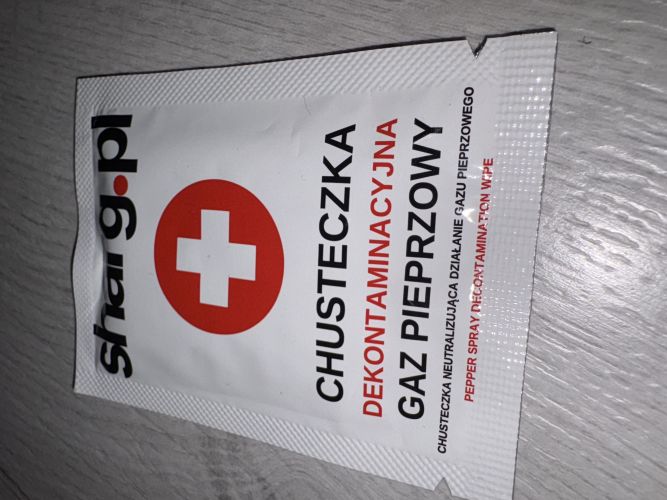 sharg.pl
CHUSTECZKA
DEKONTAMINACYJNA
GAZ PIEPRZOWY
CHUSTECZKA NEUTRALIZUJĄCA DZIAŁANIE GAZU PIEPRZOWEGO
PEPPER SPRAY DECONTAMINATION WIPE